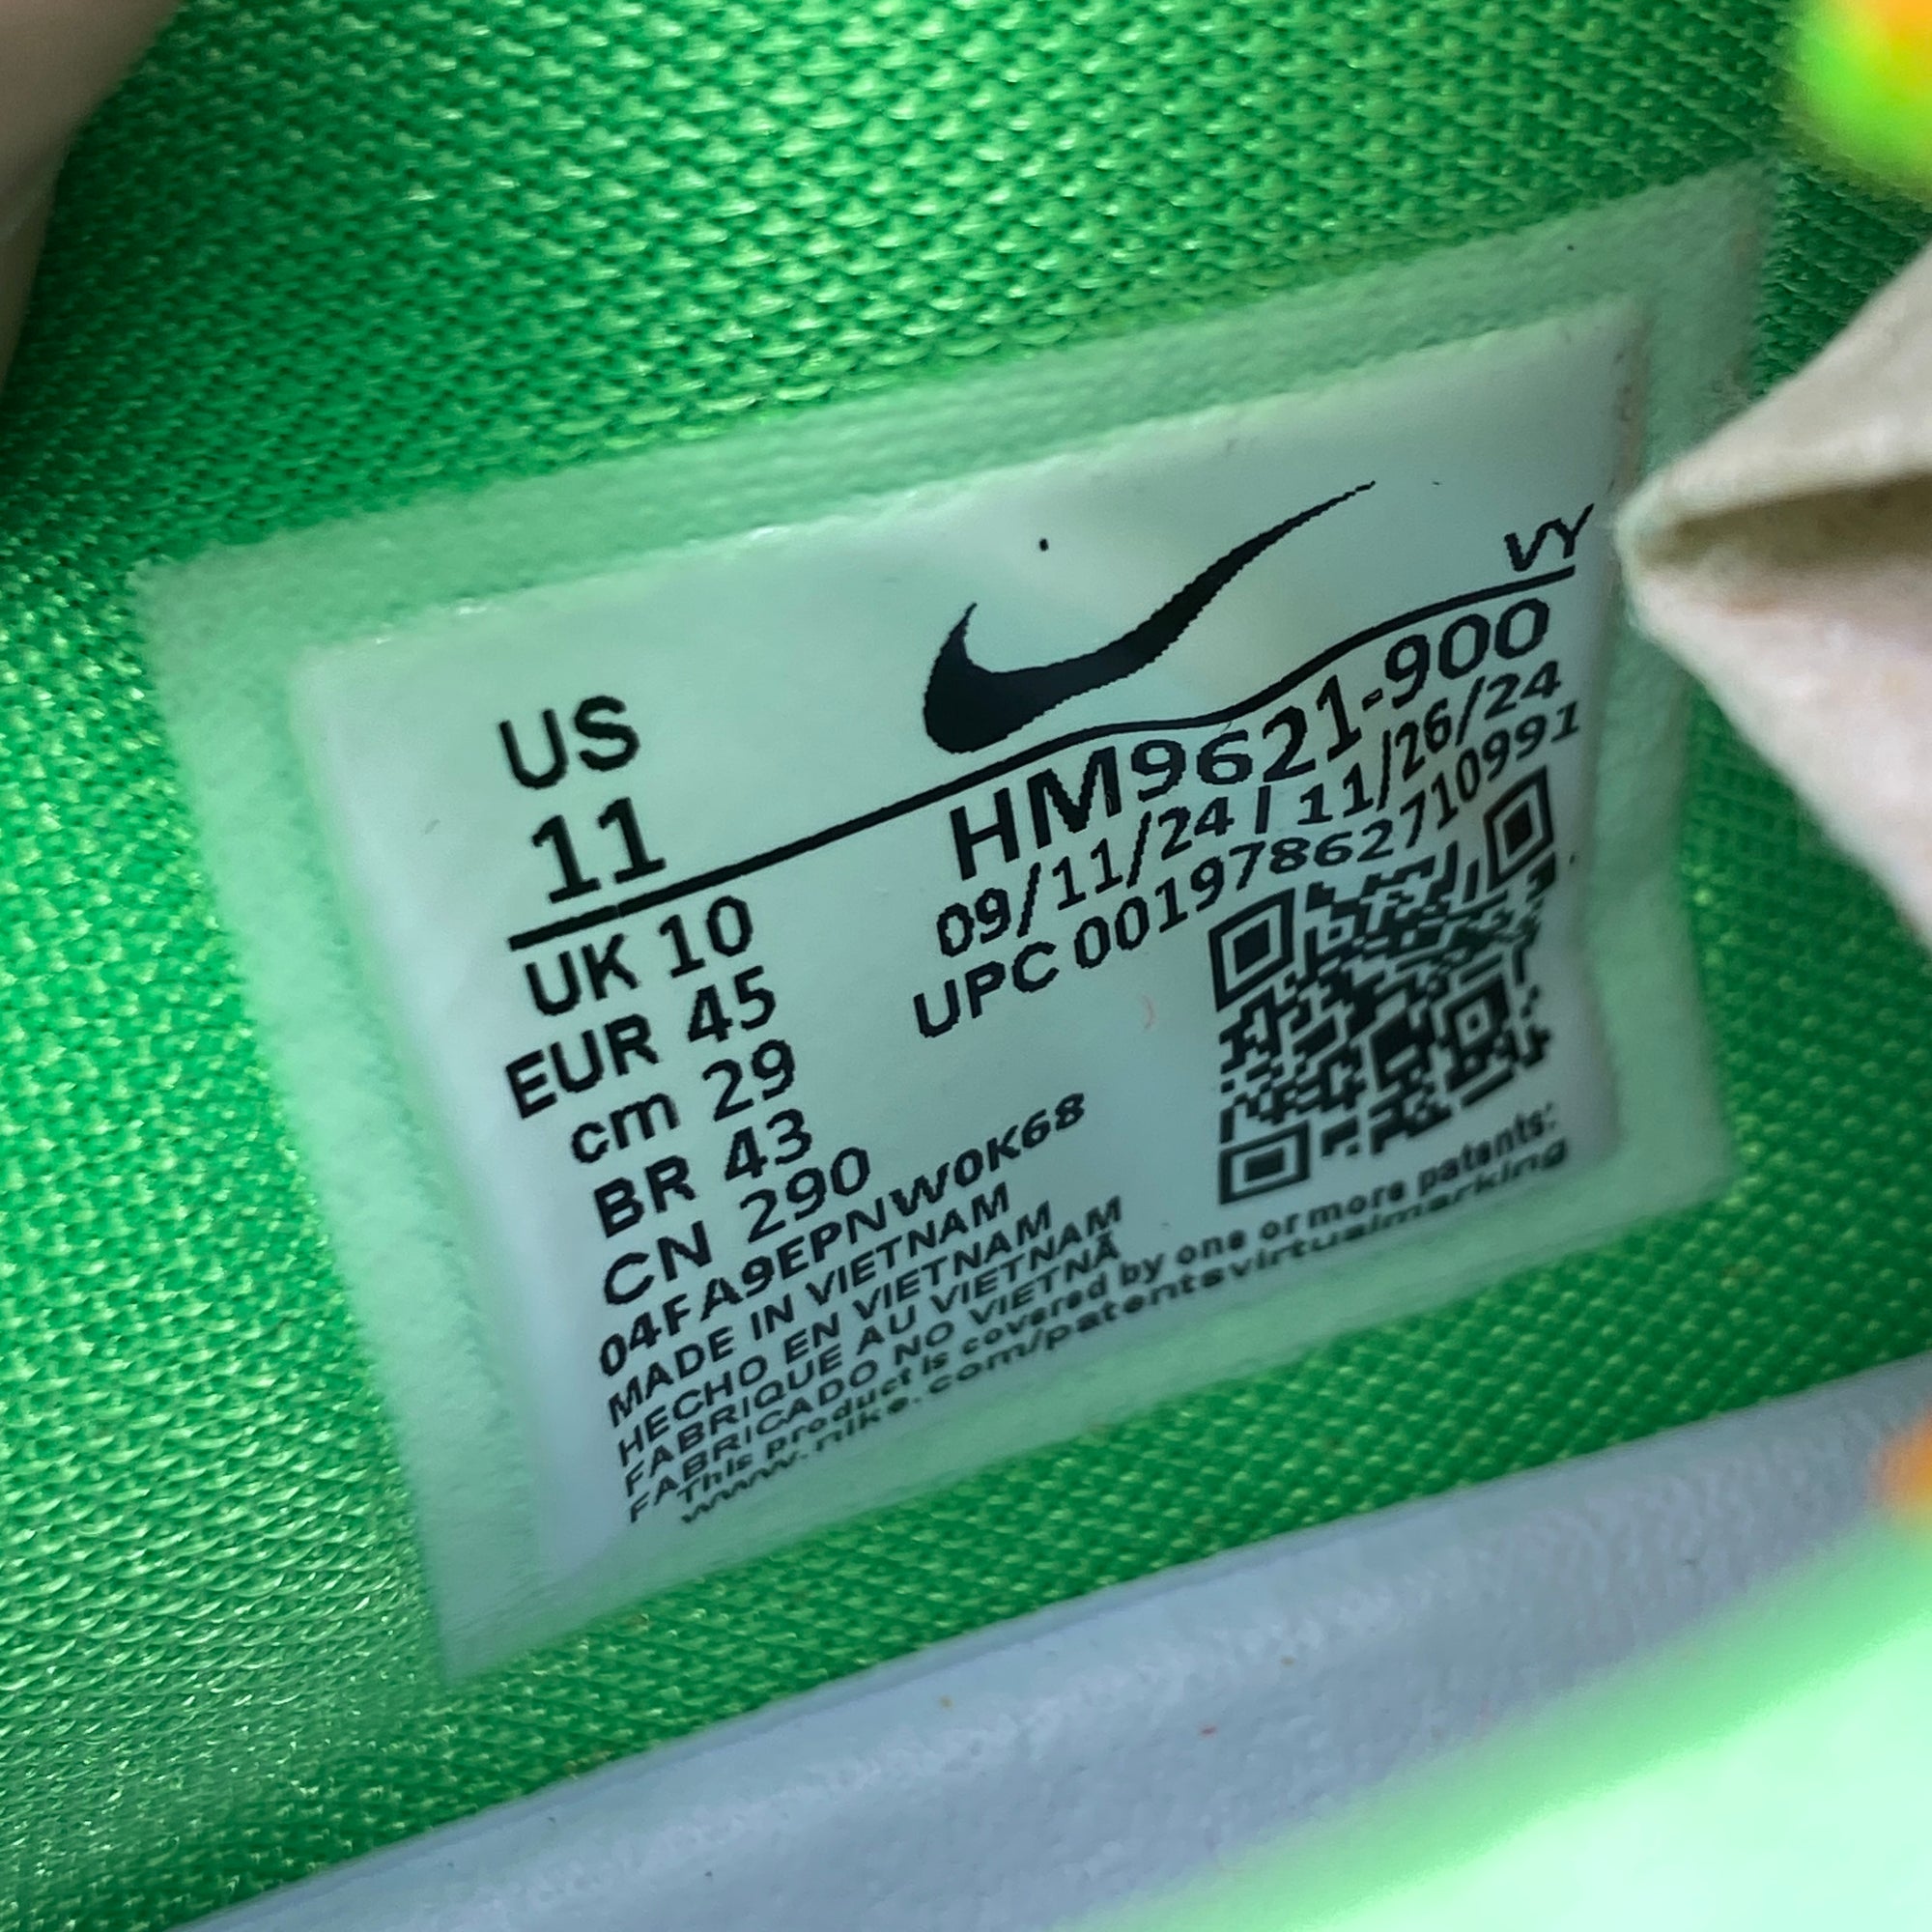 VY
US
11
HM9621-900
09/11/24 | 11/26/24
UPC 00197862710991
UK 10
EUR 45
cm 29
BR 43
CN 290
04FA9EPNW0K68
MADE IN VIETNAM
HECHO EN VIETNAM
FABRIQUE AU VIETNAM
FABRICADO NO VIETNÃ
This product is covered by one or more patents:
www.nike.com/patentsvirtualmarking